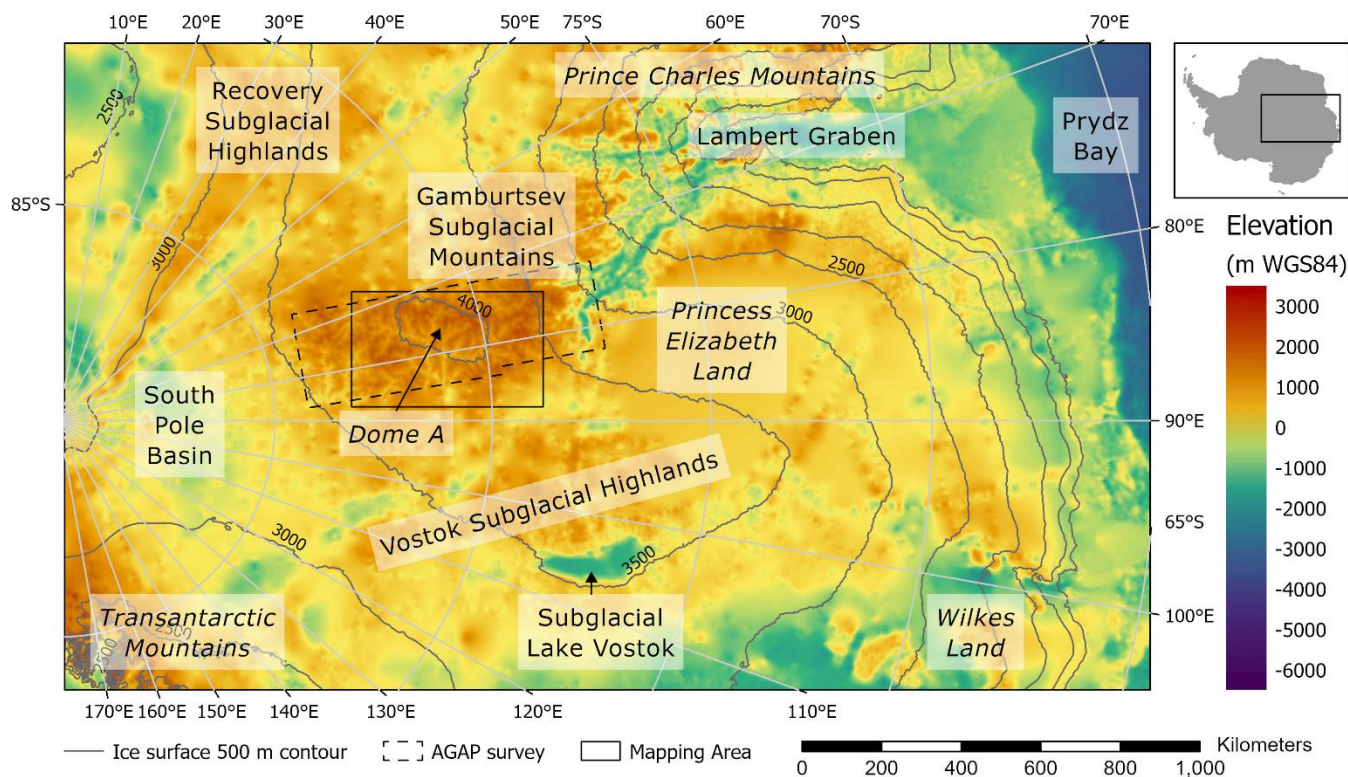 10°E
20°E
30°E
40°E
50°E
75°S
60°E
70°S
70°E
2500
Recovery
Subglacial
Highlands
Prince Charles Mountains
Lambert Graben
Prydz
Bay
85°S
3000
Gamburtsev
Subglacial
Mountains
80°E
2500
4000
3000
Princess
Elizabeth
Land
South
Pole
Basin
Dome A
90°E
Vostok Subglacial Highlands
3000
3500
65°S
Transantarctic
Mountains
2500
2500
Subglacial
Lake Vostok
Wilkes
Land
100°E
170°E
160°E
150°E
140°E
130°E
120°E
110°E
Elevation
(m WGS84)
3000
2000
1000
0
-1000
-2000
-3000
-4000
-5000
-6000
Ice surface 500 m contour
AGAP survey
Mapping Area
Kilometers
0 200 400 600 800 1,000